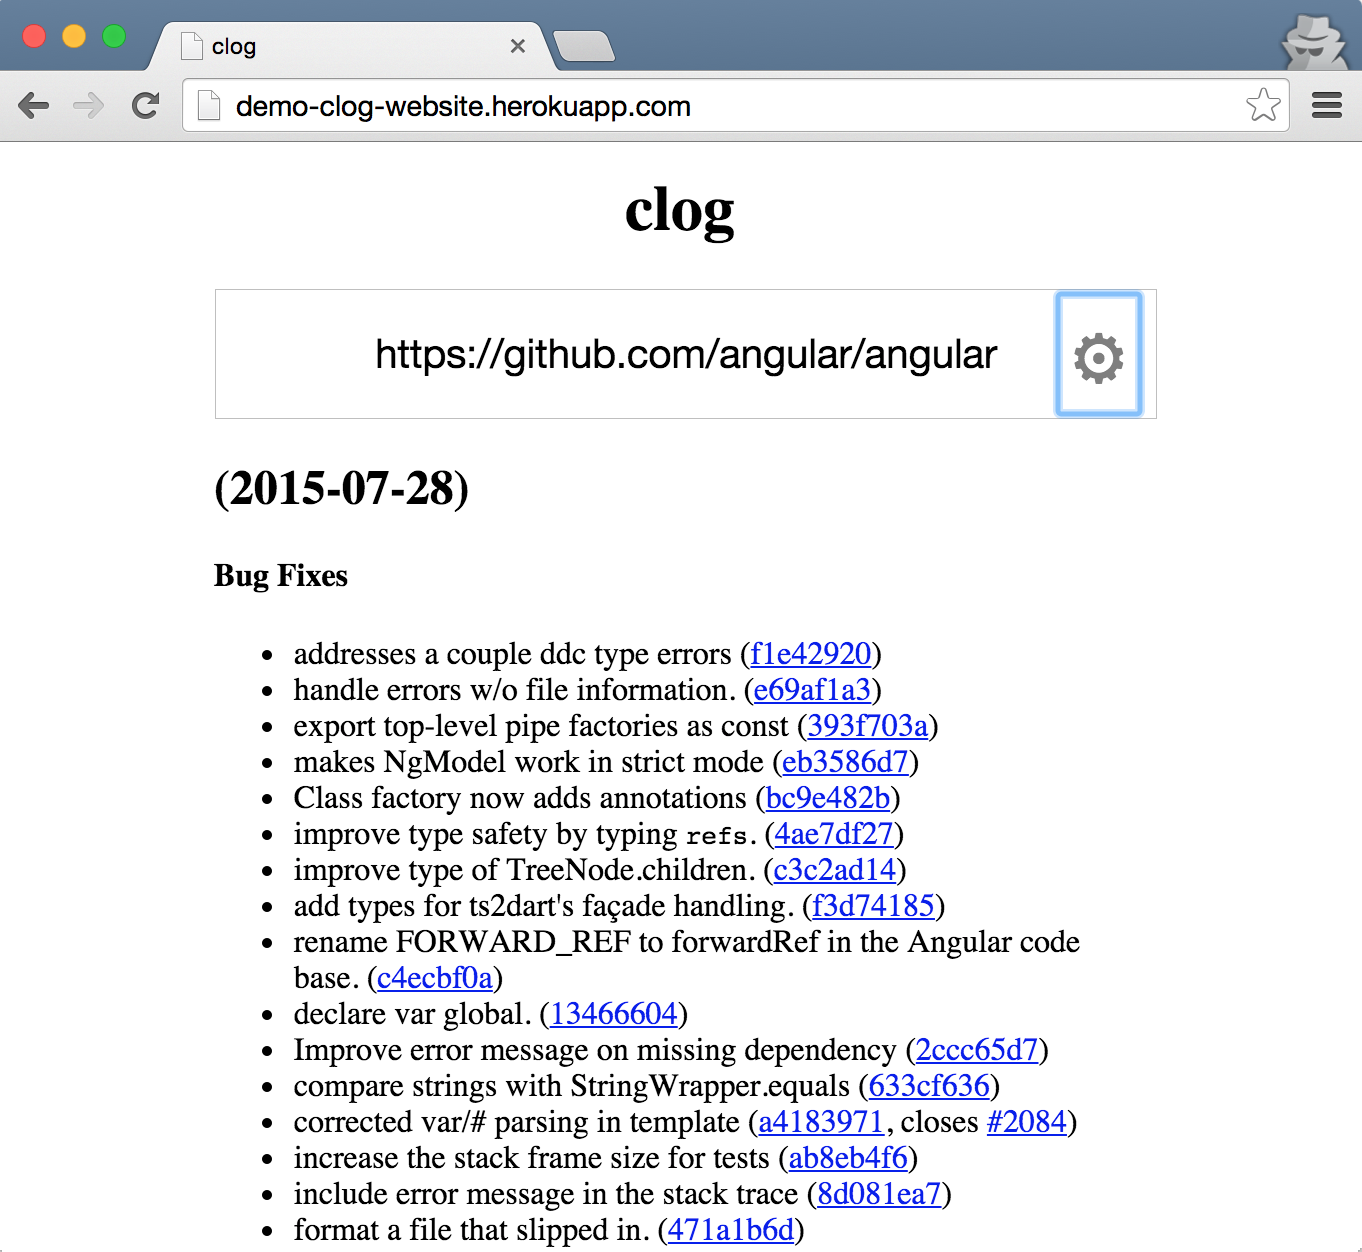 clog
demo-clog-website.herokuapp.com
clog
https://github.com/angular/angular
(2015-07-28)
Bug Fixes
• addresses a couple ddc type errors (f1e42920)
• handle errors w/o file information. (e69af1a3)
• export top-level pipe factories as const (393f703a)
• makes NgModel work in strict mode (eb3586d7)
• Class factory now adds annotations (bc9e482b)
• improve type safety by typing refs. (4ae7df27)
• improve type of TreeNode.children. (c3c2ad14)
• add types for ts2dart's façade handling. (f3d74185)
• rename FORWARD_REF to forwardRef in the Angular code
base. (c4ecbf0a)
• declare var global. (13466604)
• Improve error message on missing dependency (2ccc65d7)
• compare strings with StringWrapper.equals (633cf636)
• corrected var/# parsing in template (a4183971, closes #2084)
• increase the stack frame size for tests (ab8eb4f6)
• include error message in the stack trace (8d081ea7)
• format a file that slipped in. (471a1b6d)